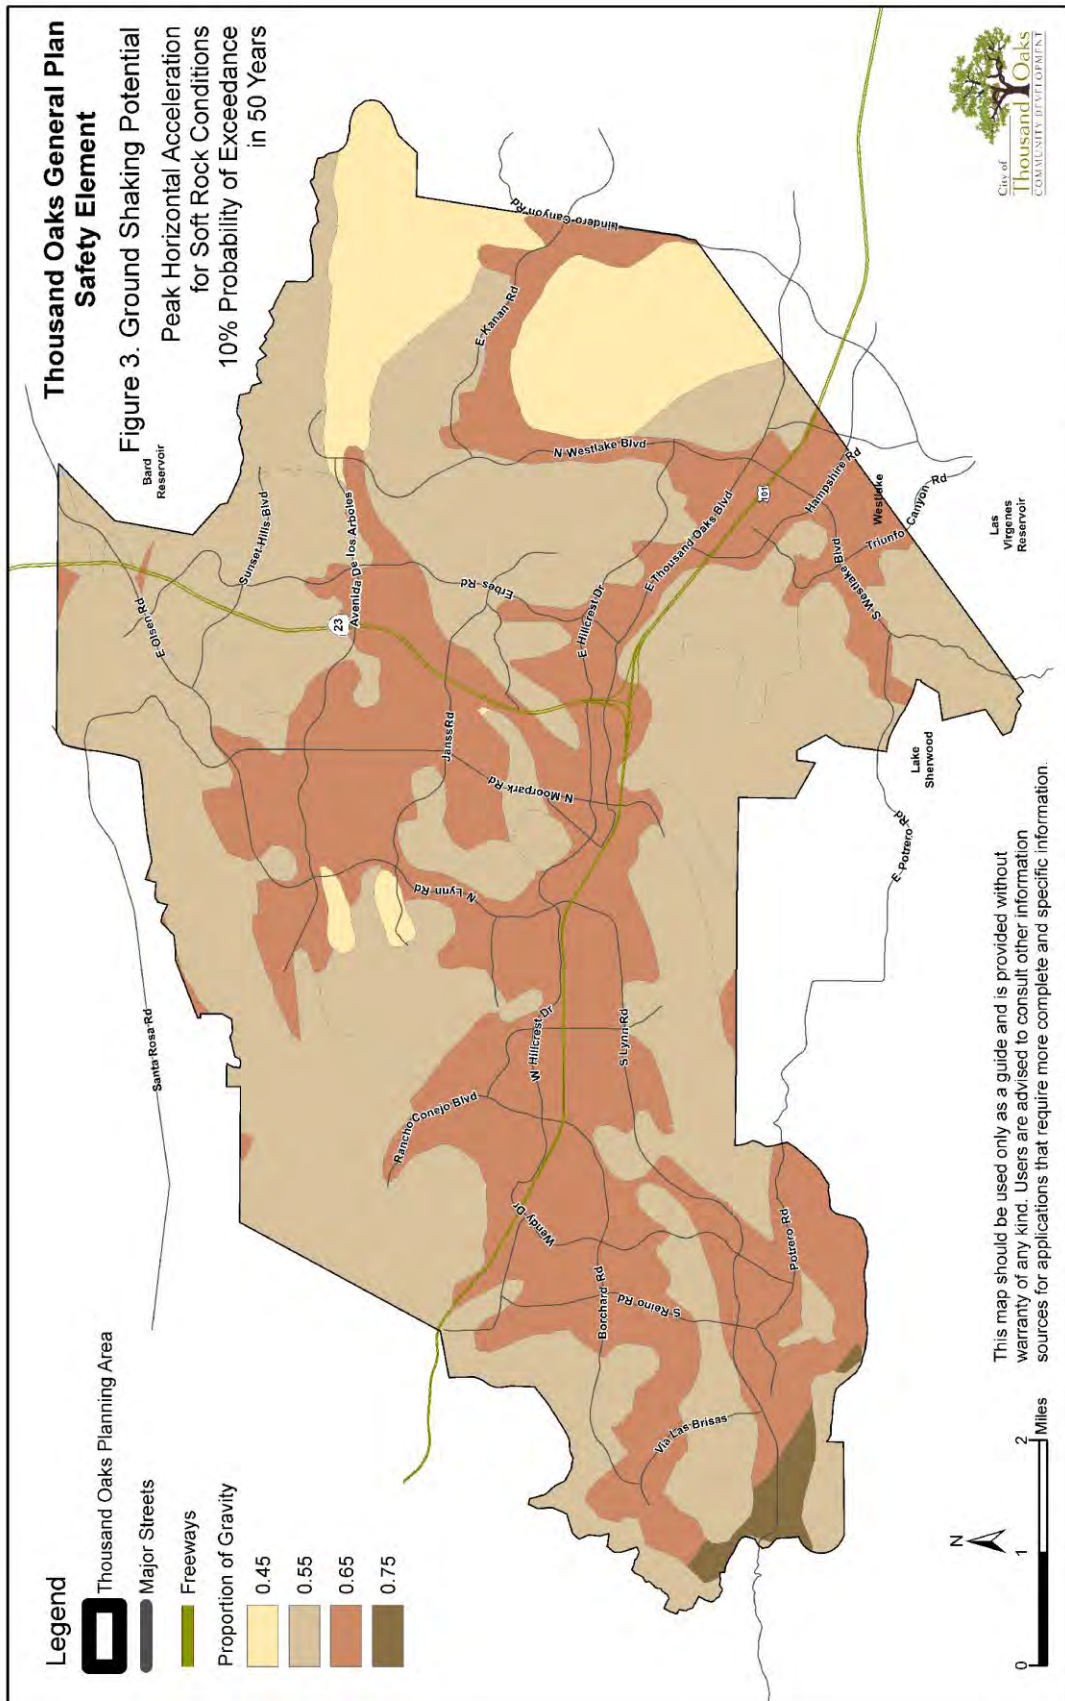 Thousand Oaks General Plan
Safety Element
Figure 3. Ground Shaking Potential
Peak Horizontal Acceleration
for Soft Rock Conditions
10% Probability of Exceedance
in 50 Years
Legend
Thousand Oaks Planning Area
Major Streets
Freeways
Proportion of Gravity
0.45
0.55
0.65
0.75
Santa Rosa Rd
E Olsen Rd
Bard
Reservoir
Sunset Hills Blvd
23
Avenida De los Arboles
Erbes Rd
Janss Rd
N Moorpark Rd
N Lynn Rd
E Kanan Rd
Lindero Canyon Rd
N Westlake Blvd
E Hillcrest Dr
E Thousand Oaks Blvd
101
Rancho Conejo Blvd
W Hillcrest Dr
Wendy Dr
S Lynn Rd
Borchard Rd
S Reino Rd
Via Las Brisas
Potrero Rd
Hampshire Rd
Westlake
Triunfo Canyon Rd
S Westlake Blvd
Las
Virgenes
Reservoir
Lake
Sherwood
E Potrero Rd
N
0 1 2
Miles
This map should be used only as a guide and is provided without
warranty of any kind. Users are advised to consult other information
sources for applications that require more complete and specific information.
City of
Thousand Oaks
COMMUNITY DEVELOPMENT